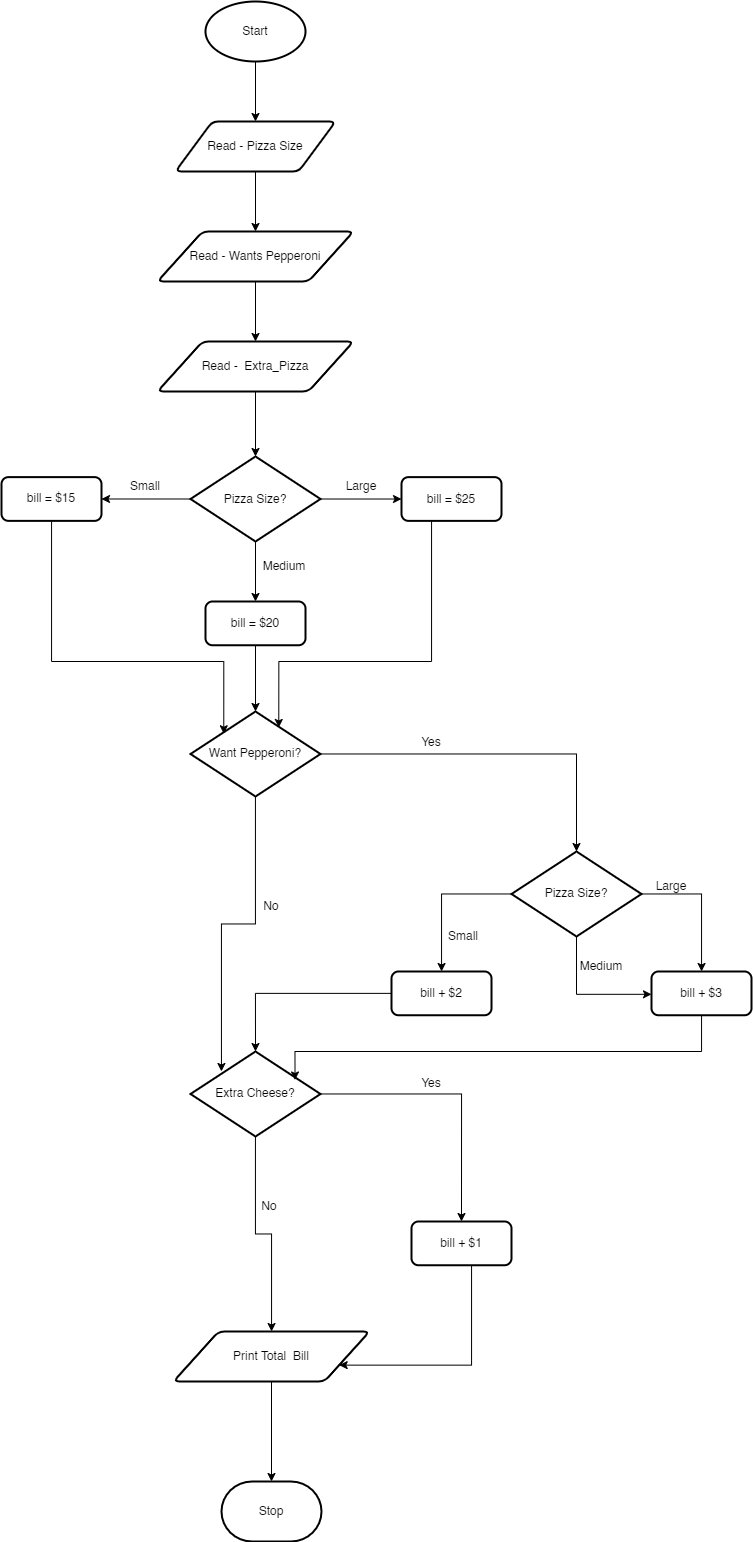 Start
Read - Pizza Size
Read - Wants Pepperoni
Read - Extra_Pizza
Small
Large
bill = $15
Pizza Size?
bill = $25
Medium
bill = $20
Yes
Want Pepperoni?
Large
Pizza Size?
No
Small
Medium
bill + $2
bill + $3
Yes
Extra Cheese?
No
bill + $1
Print Total Bill
Stop